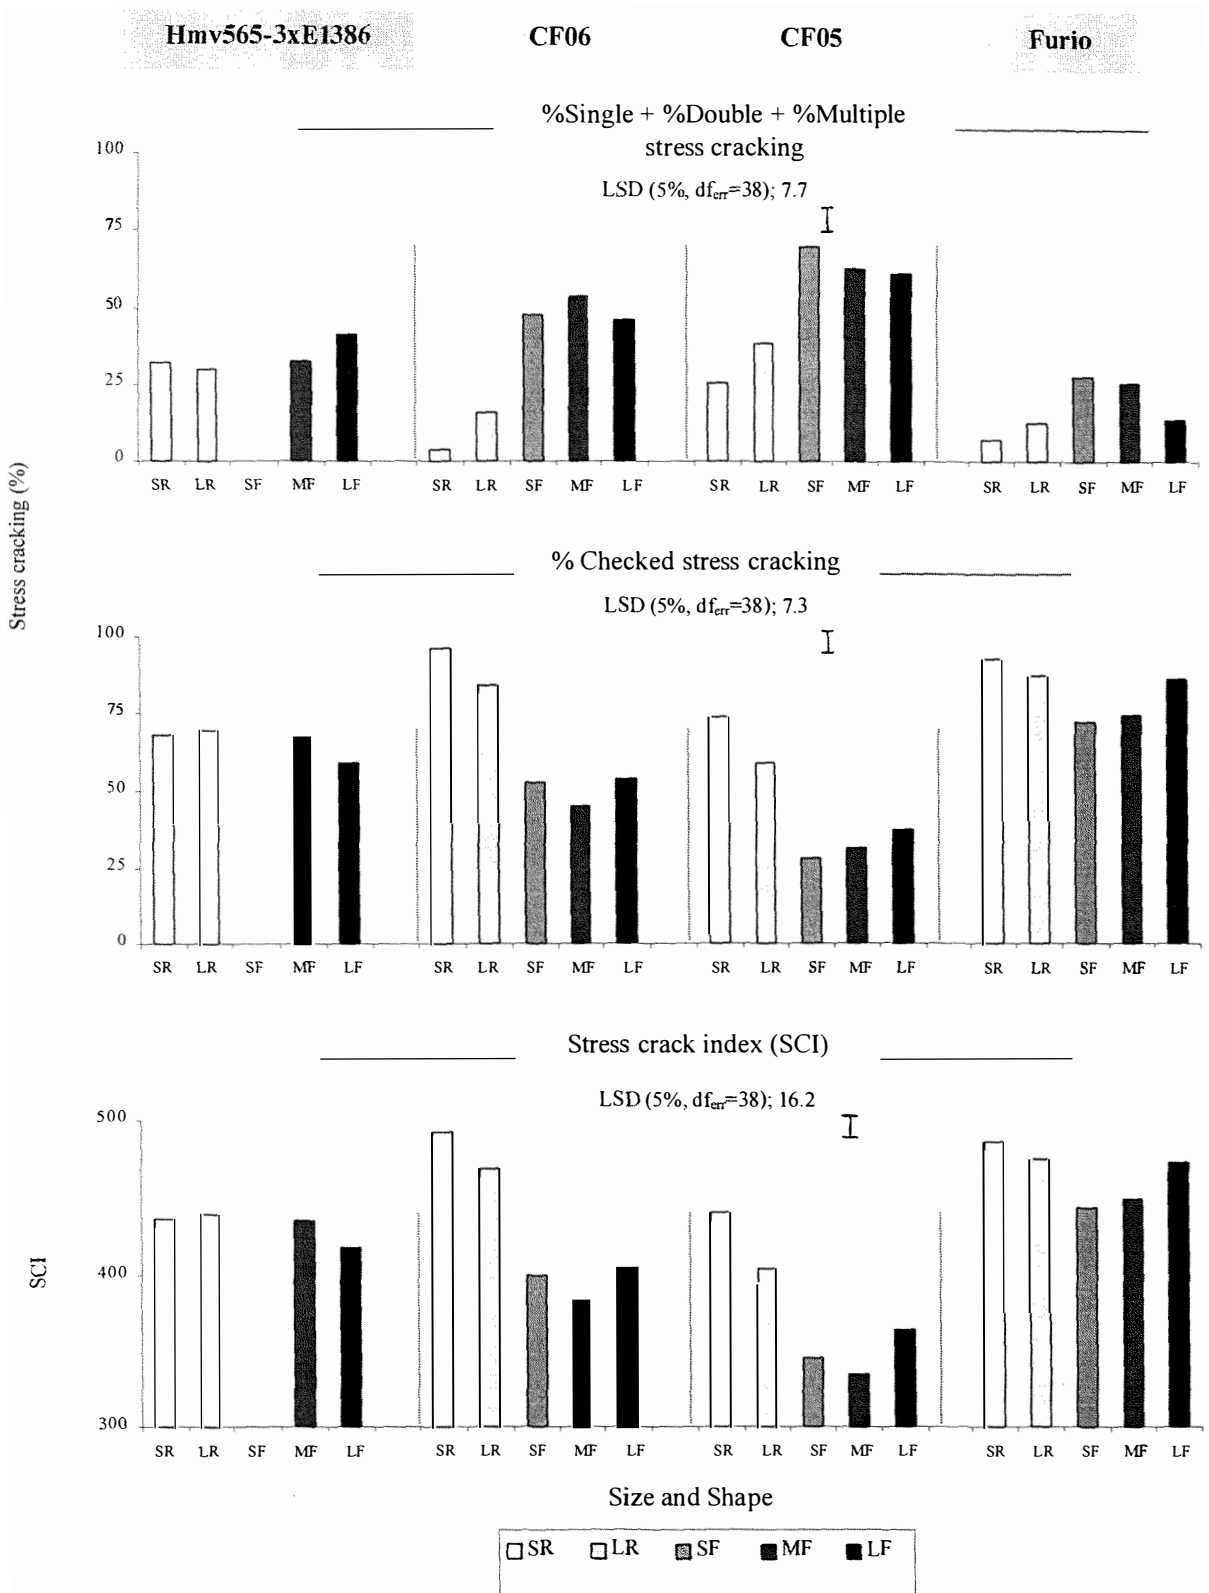 Hmv565-3xE1386 CF06 CF05 Furio
%Single + %Double + %Multiple
stress cracking
LSD (5%, dferr=38); 7.7
100
75
50
25
0
SR LR SF MF LF SR LR SF MF LF SR LR SF MF LF SR LR SF MF LF
Stress cracking (%)
% Checked stress cracking
LSD (5%, dferr=38); 7.3
100
75
50
25
0
SR LR SF MF LF SR LR SF MF LF SR LR SF MF LF SR LR SF MF LF
Stress crack index (SCI)
LSD (5%, dferr=38); 16.2
500
400
300
SCI
SR LR SF MF LF SR LR SF MF LF SR LR SF MF LF SR LR SF MF LF
Size and Shape
SR LR SF MF LF